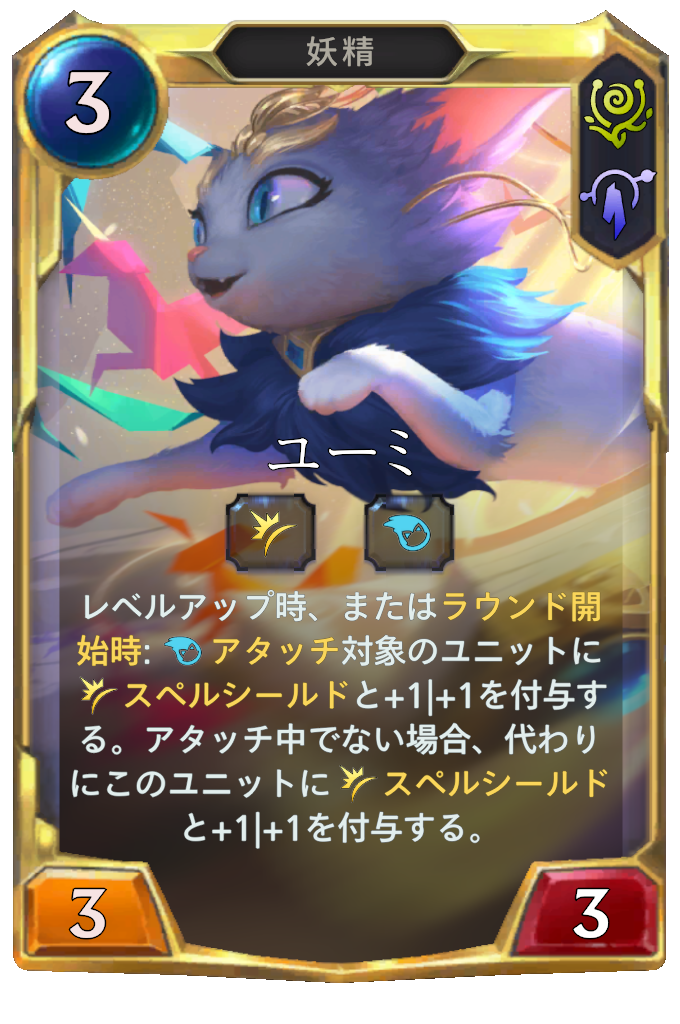 妖精
3
ユーミ
レベルアップ時、またはラウンド開
始時: アタッチ対象のユニットに
スペルシールドと+1|+1を付与す
る。アタッチ中でない場合、代わり
にこのユニットにスペルシールド
と+1|+1を付与する。
3
3